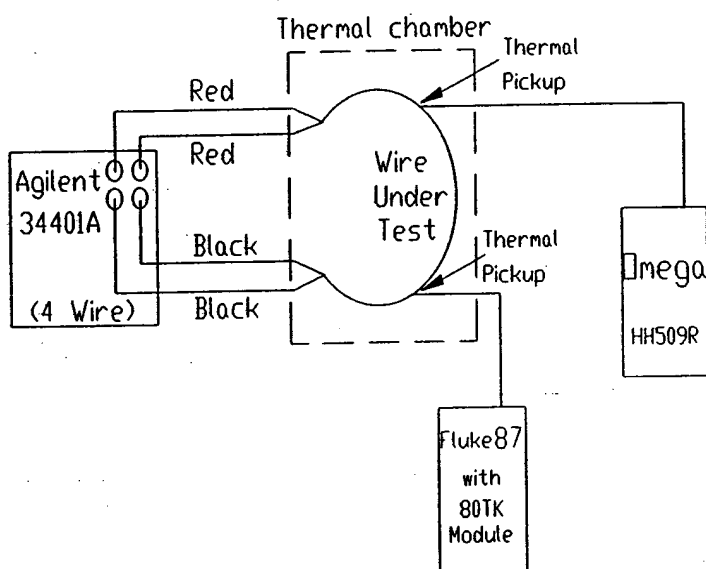 Thermal chamber
Thermal
Pickup
Red
Red
Agilent
34401A
(4 Wire)
Wire
Under
Test
Black
Black
Thermal
Pickup
Omega
HH509R
Fluke87
with
80TK
Module